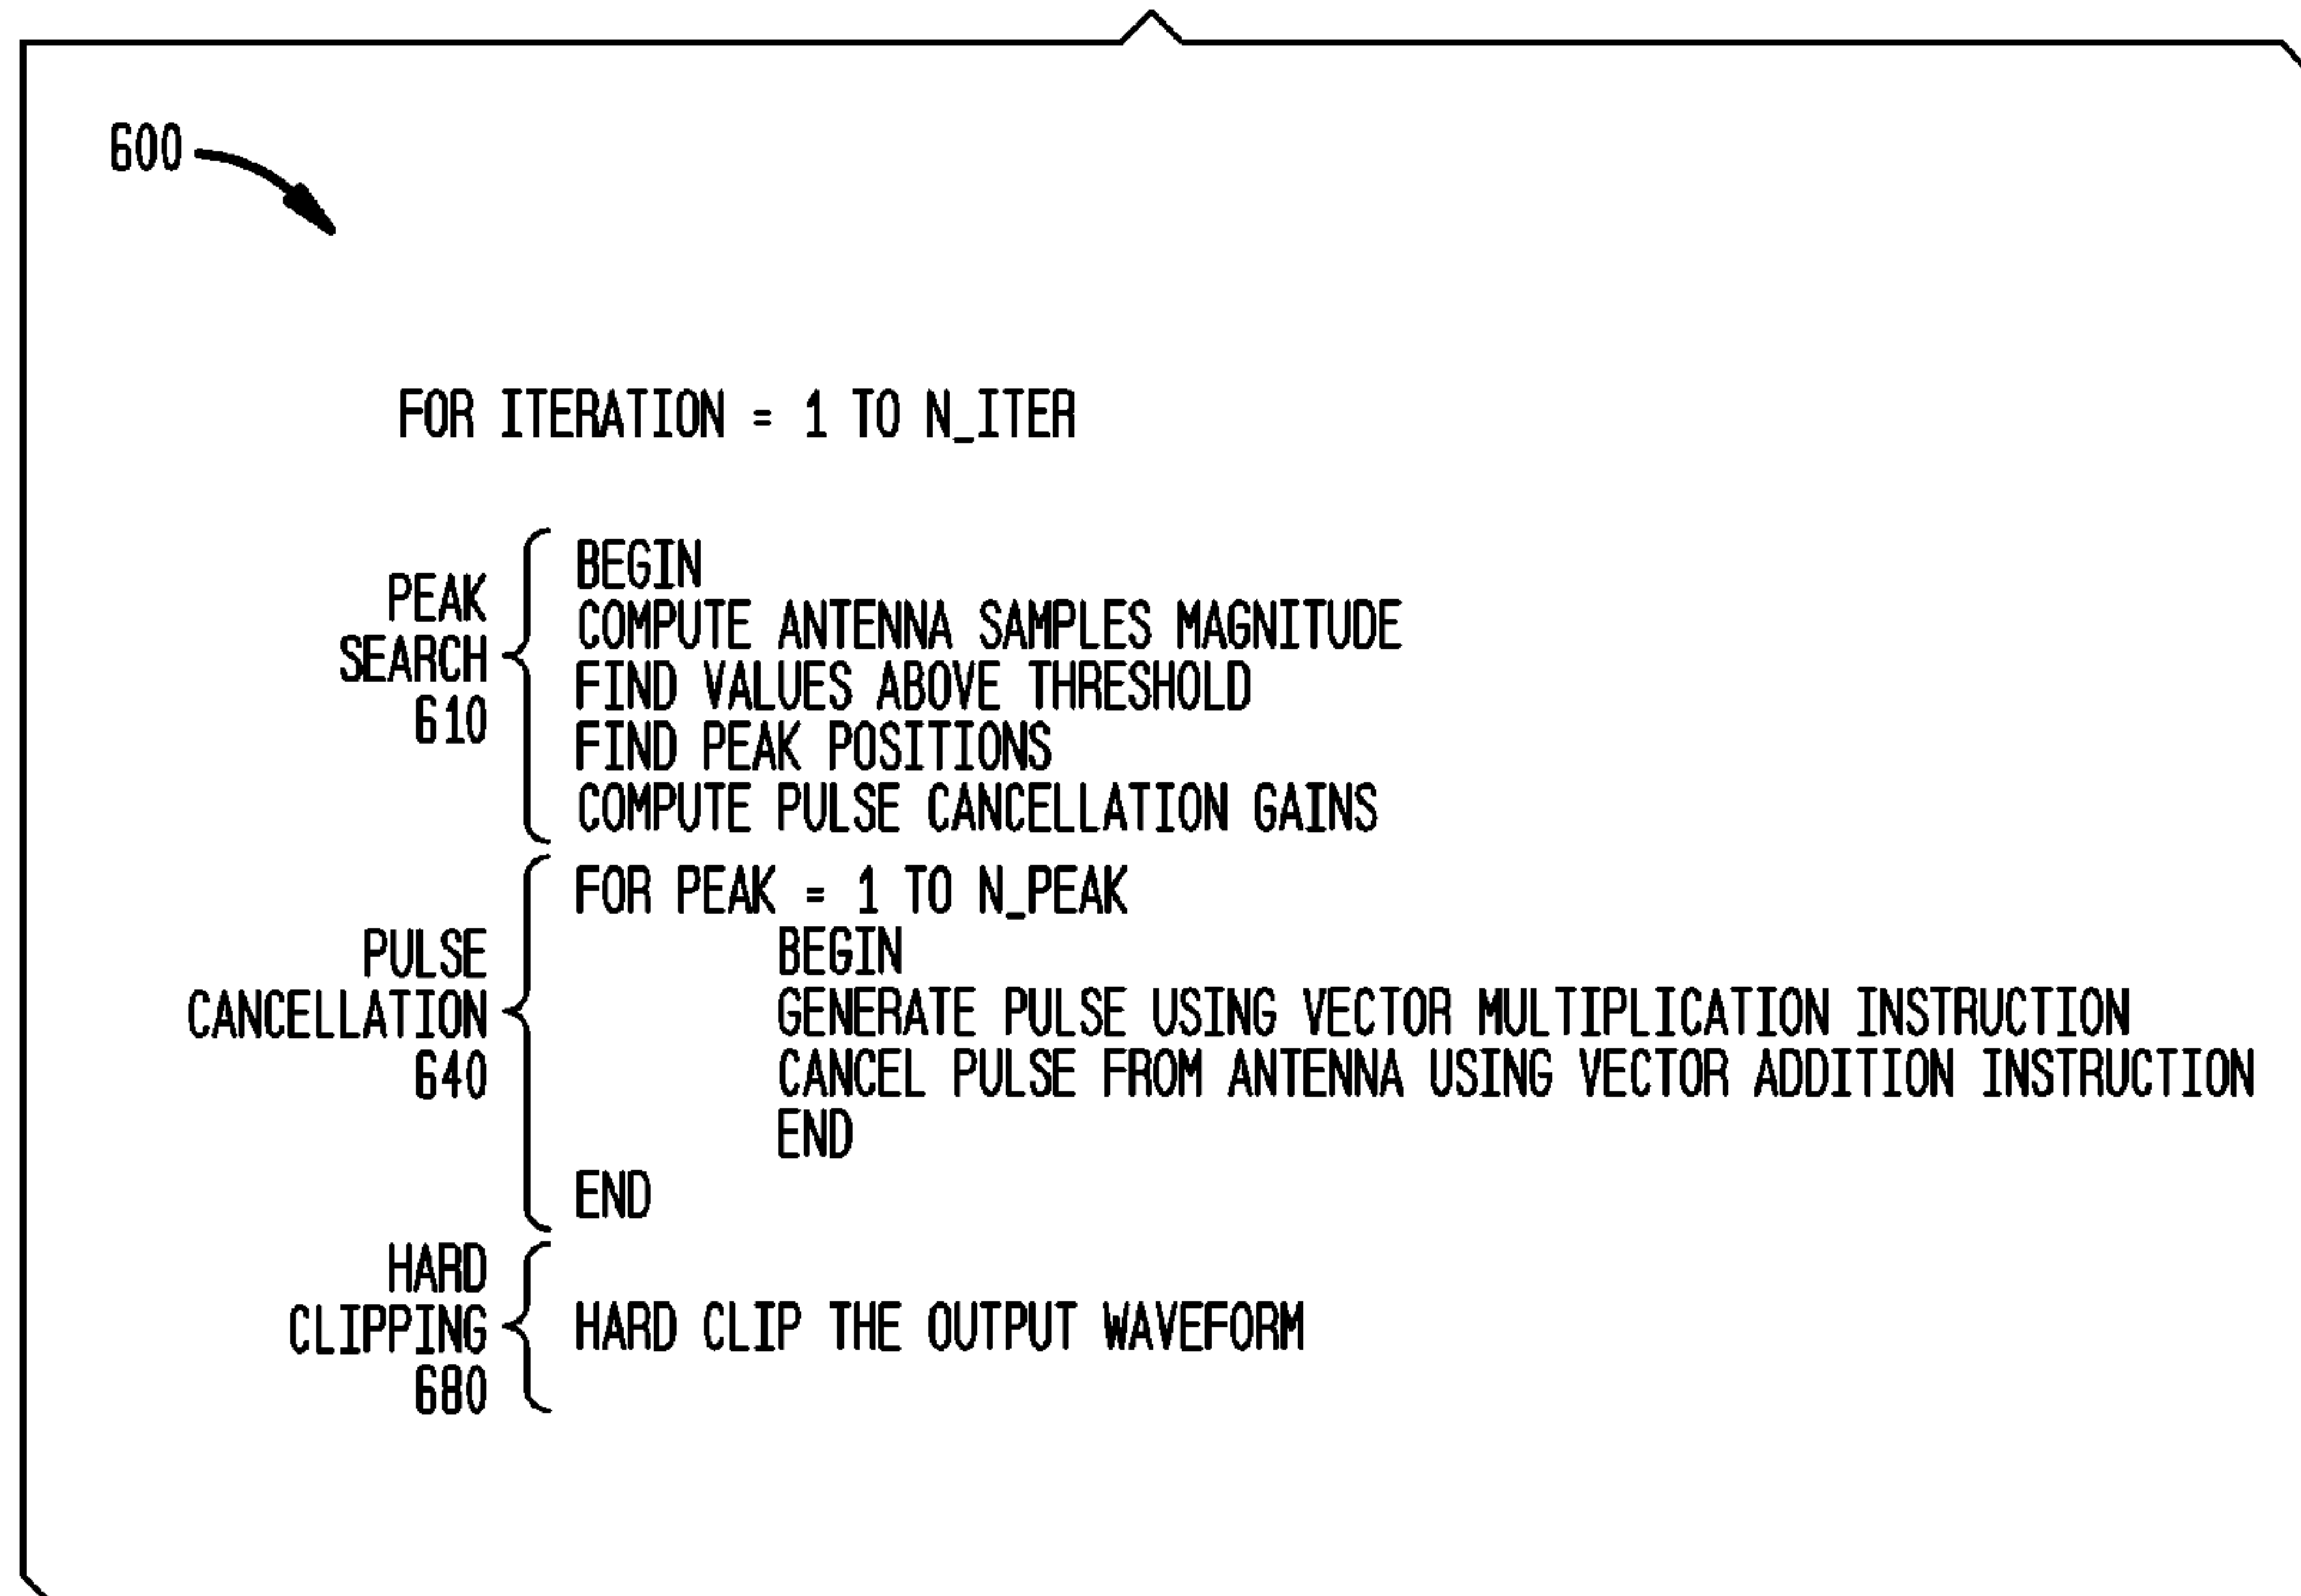 600
FOR ITERATION = 1 TO N_ITER
PEAK
SEARCH
610
BEGIN
COMPUTE ANTENNA SAMPLES MAGNITUDE
FIND VALUES ABOVE THRESHOLD
FIND PEAK POSITIONS
COMPUTE PULSE CANCELLATION GAINS
PULSE
CANCELLATION
640
FOR PEAK = 1 TO N_PEAK
BEGIN
GENERATE PULSE USING VECTOR MULTIPLICATION INSTRUCTION
CANCEL PULSE FROM ANTENNA USING VECTOR ADDITION INSTRUCTION
END
END
HARD
CLIPPING
680
HARD CLIP THE OUTPUT WAVEFORM